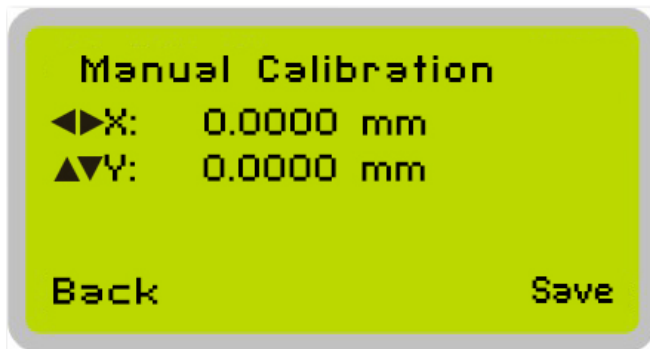 Manual Calibration
◀▶X: 0.0000 mm
▲▼Y: 0.0000 mm
Back Save